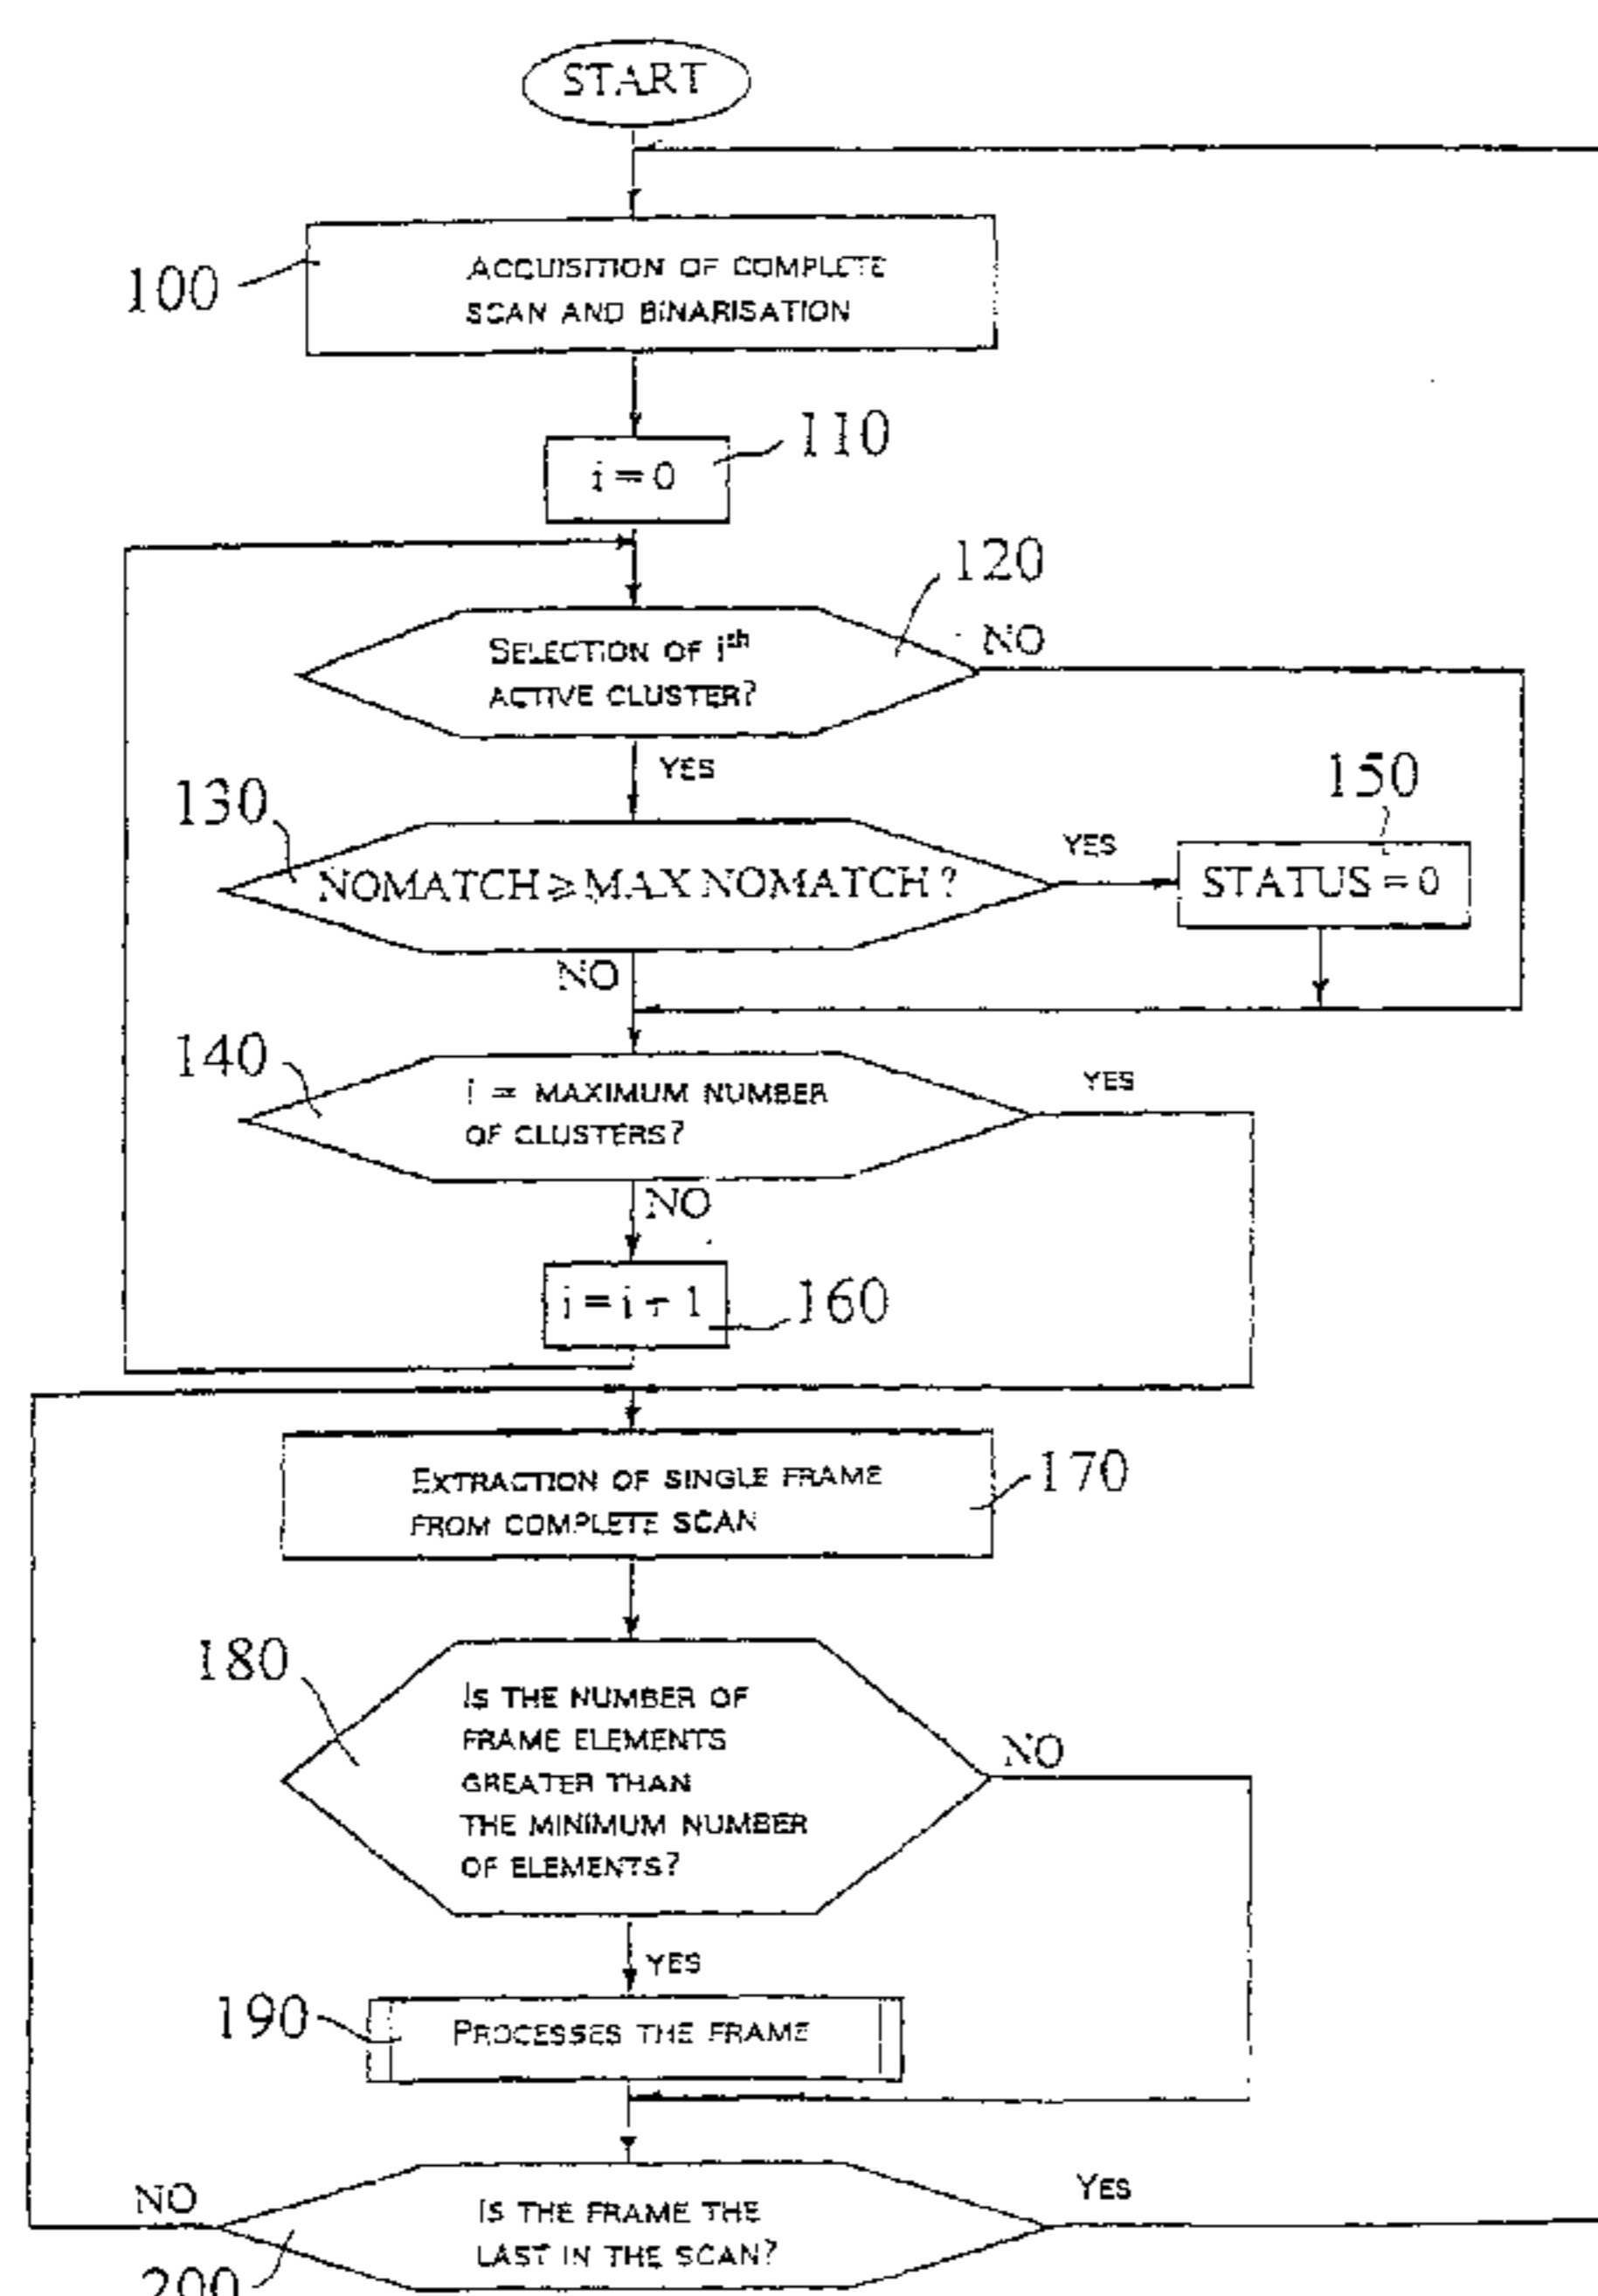 START
100
ACQUISITION OF COMPLETE
SCAN AND BINARISATION
110
i = 0
120
SELECTION OF ith
ACTIVE CLUSTER?
NO
YES
130
NOMATCH ⩾ MAX NOMATCH ?
YES
150
STATUS = 0
NO
140
i = MAXIMUM NUMBER
OF CLUSTERS?
YES
NO
i = i + 1
160
EXTRACTION OF SINGLE FRAME
FROM COMPLETE SCAN
170
180
IS THE NUMBER OF
FRAME ELEMENTS
GREATER THAN
THE MINIMUM NUMBER
OF ELEMENTS?
NO
YES
190
PROCESSES THE FRAME
NO
IS THE FRAME THE
LAST IN THE SCAN?
YES
200